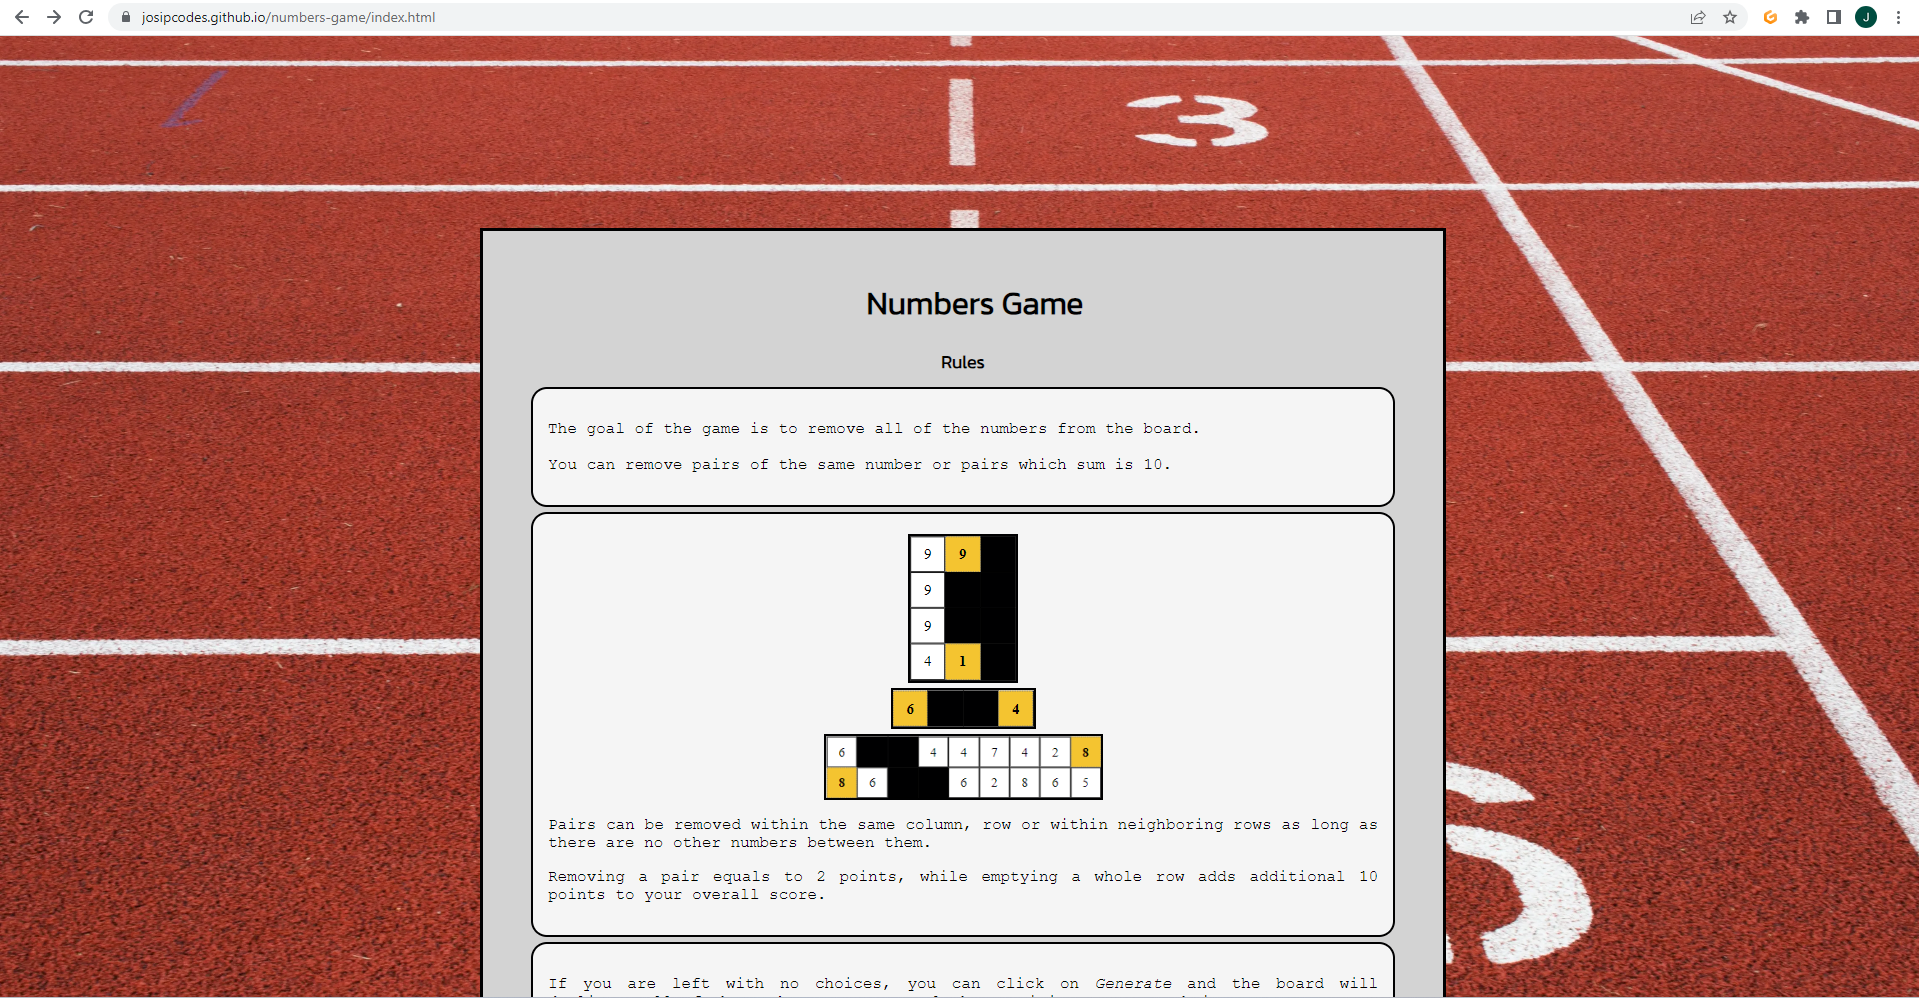 josipcodes.github.io/numbers-game/index.html
J
3
Numbers Game
Rules
The goal of the game is to remove all of the numbers from the board.
You can remove pairs of the same number or pairs which sum is 10.
9 9
9
9
4 1
6 4
6 4 4 7 4 2 8
8 6 6 2 8 6 5
Pairs can be removed within the same column, row or within neighboring rows as long as
there are no other numbers between them.
Removing a pair equals to 2 points, while emptying a whole row adds additional 10
points to your overall score.
If you are left with no choices, you can click on Generate and the board will